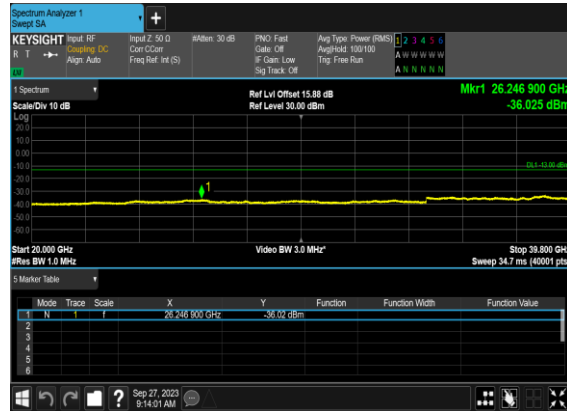 Spectrum Analyzer 1
Swept SA
+
KEYSIGHT Input: RF Input Z: 50 Ω #Atten: 30 dB PNO: Fast Avg Type: Power (RMS) 1 2 3 4 5 6
R T Coupling: DC Corr CCorr Gate: Off Avg|Hold: 100/100 A W W W W W
Align: Auto Freq Ref: Int (S) IF Gain: Low Trig: Free Run
Sig Track: Off A N N N N N
1 Spectrum Ref Lvl Offset 15.88 dB Mkr1 26.246 900 GHz
Scale/Div 10 dB Ref Level 30.00 dBm -36.025 dBm
Log
20.0
10.0
0.00
-10.0
DL1 -13.00 dBm
-20.0
-30.0
1
-40.0
-50.0
-60.0
Start 20.000 GHz Video BW 3.0 MHz* Stop 39.800 GHz
#Res BW 1.0 MHz Sweep 34.7 ms (40001 pts
5 Marker Table
Mode Trace Scale X Y Function Function Width Function Value
1 N 1 f 26.246 900 GHz -36.02 dBm
2
3
4
5
6
? Sep 27, 2023
9:14:01 AM